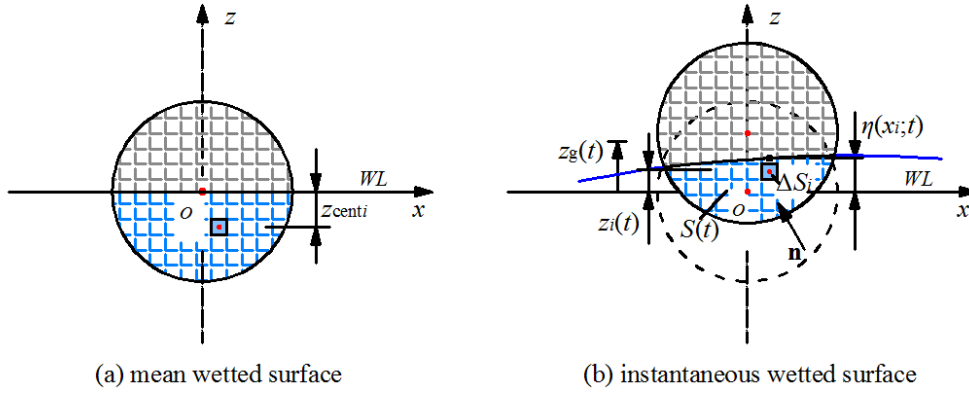 z
WL
o
x
zcenti
(a) mean wetted surface
z
η(xi;t)
zg(t)
ΔSi
WL
zi(t)
S(t)
o
x
n
(b) instantaneous wetted surface